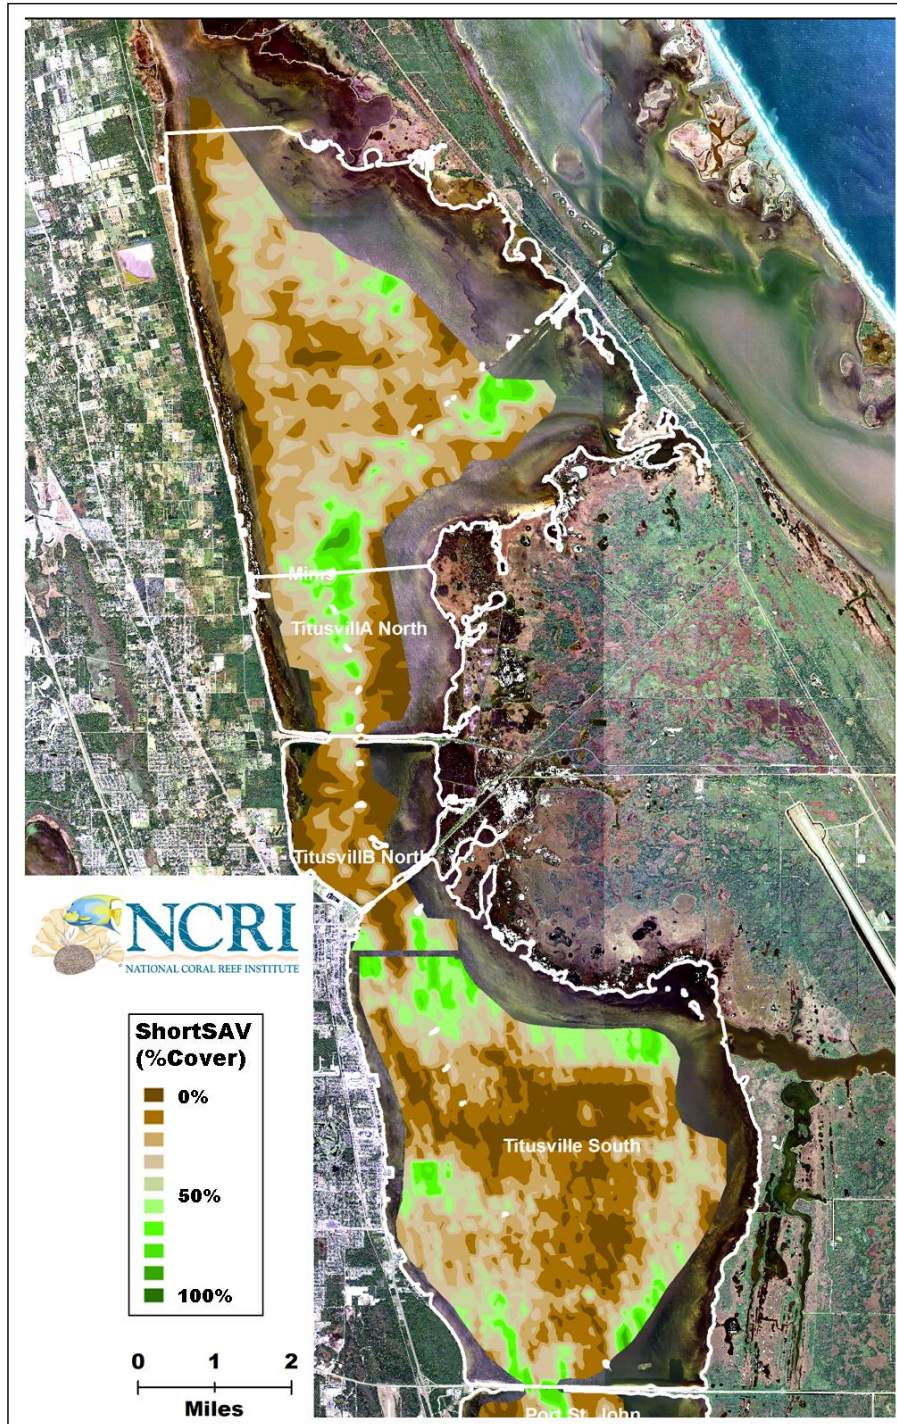 Mims
TitusvillA North
TitusvillB North
NCRI
© NATIONAL CORAL REEF INSTITUTE
ShortSAV
(%Cover)
0%
50%
100%
Titusville South
0 1 2
Miles
Port St. John